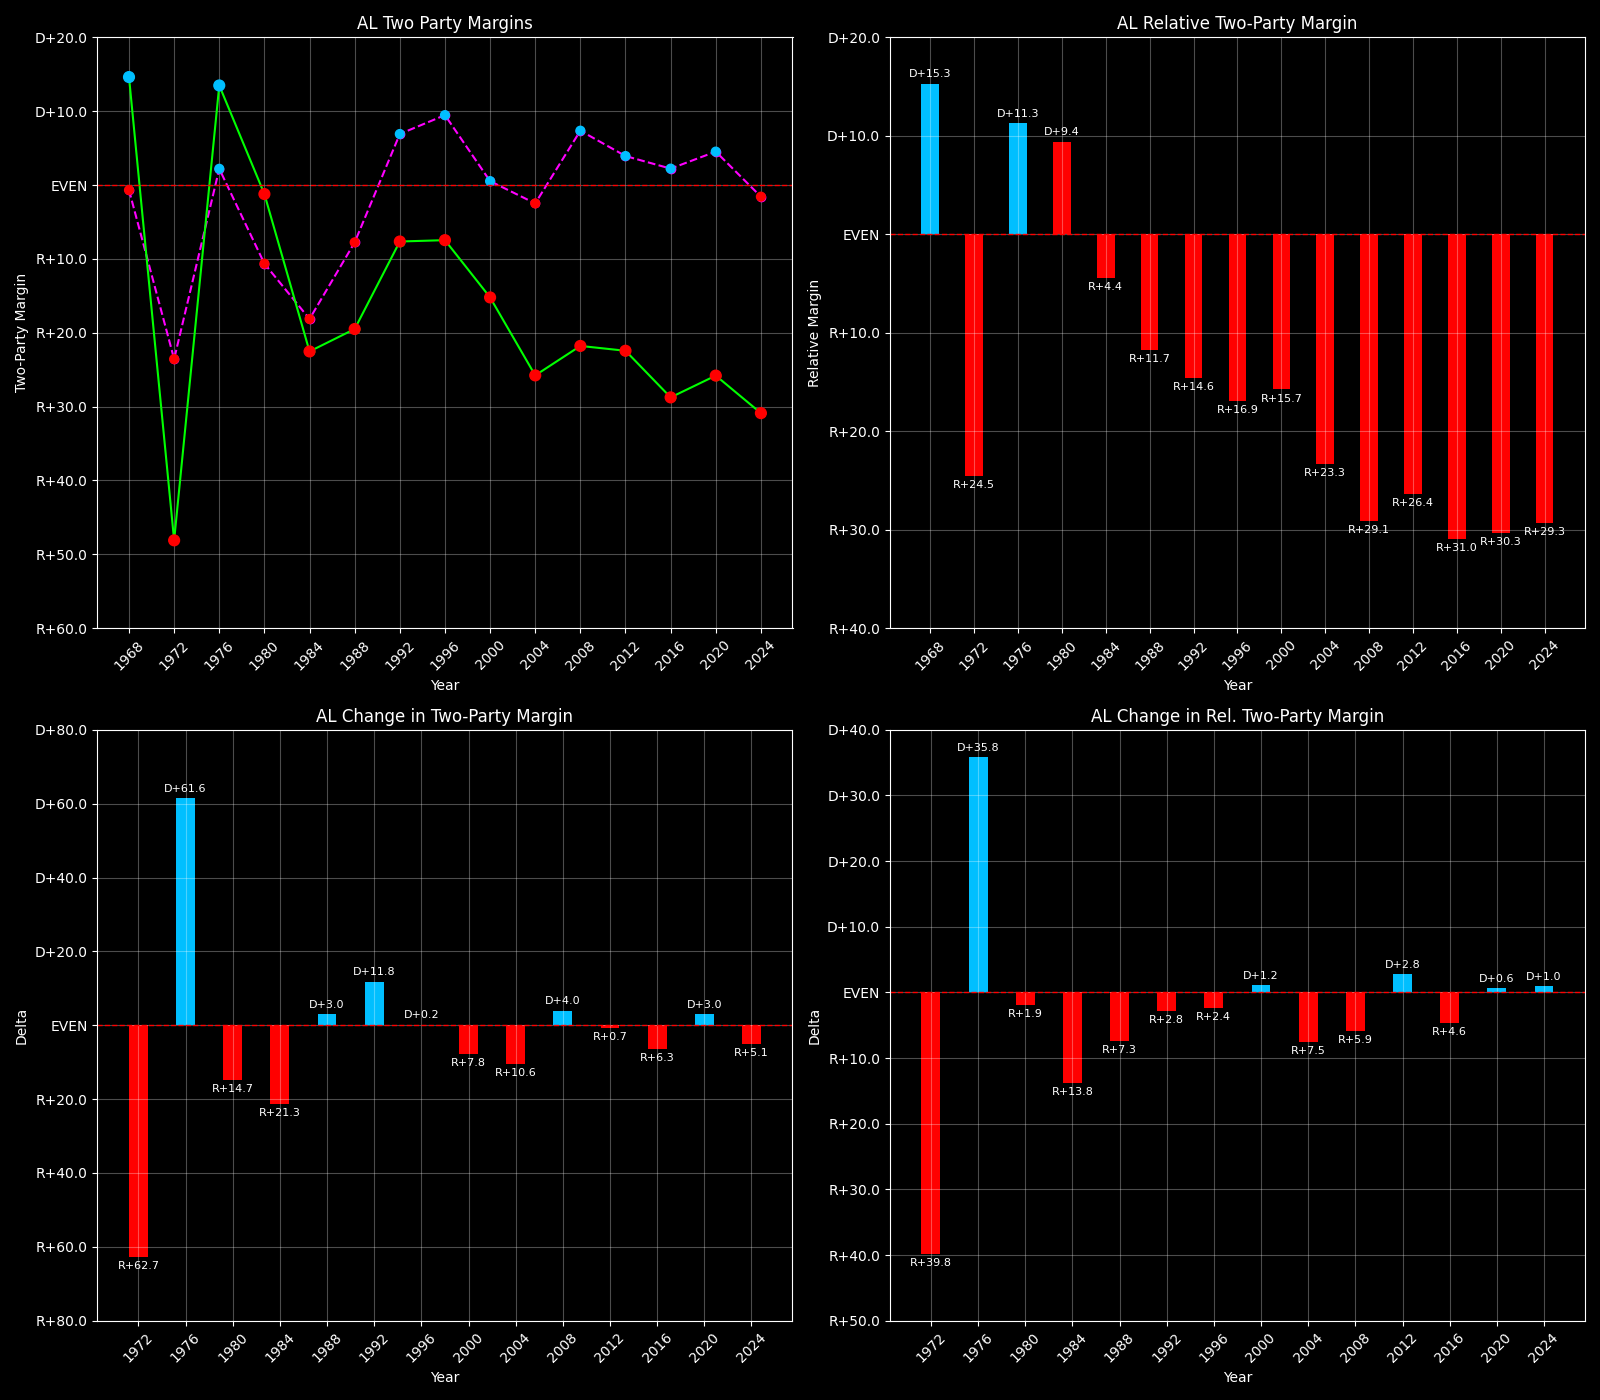 AL Two Party Margins
D+20.0
D+10.0
EVEN
R+10.0
R+20.0
R+30.0
R+40.0
R+50.0
R+60.0
Two-Party Margin
1968
1972
1976
1980
1984
1988
1992
1996
2000
2004
2008
2012
2016
2020
2024
Year
AL Relative Two-Party Margin
D+20.0
D+10.0
EVEN
R+10.0
R+20.0
R+30.0
R+40.0
Relative Margin
D+15.3
R+24.5
D+11.3
D+9.4
R+4.4
R+11.7
R+14.6
R+16.9
R+15.7
R+23.3
R+29.1
R+26.4
R+31.0
R+30.3
R+29.3
1968
1972
1976
1980
1984
1988
1992
1996
2000
2004
2008
2012
2016
2020
2024
Year
AL Change in Two-Party Margin
D+80.0
D+60.0
D+40.0
D+20.0
EVEN
R+20.0
R+40.0
R+60.0
R+80.0
Delta
R+62.7
D+61.6
R+14.7
R+21.3
D+3.0
D+11.8
D+0.2
R+7.8
R+10.6
D+4.0
R+0.7
R+6.3
D+3.0
R+5.1
1972
1976
1980
1984
1988
1992
1996
2000
2004
2008
2012
2016
2020
2024
Year
AL Change in Rel. Two-Party Margin
D+40.0
D+30.0
D+20.0
D+10.0
EVEN
R+10.0
R+20.0
R+30.0
R+40.0
R+50.0
Delta
R+39.8
D+35.8
R+1.9
R+13.8
R+7.3
R+2.8
R+2.4
D+1.2
R+7.5
R+5.9
D+2.8
R+4.6
D+0.6
D+1.0
1972
1976
1980
1984
1988
1992
1996
2000
2004
2008
2012
2016
2020
2024
Year